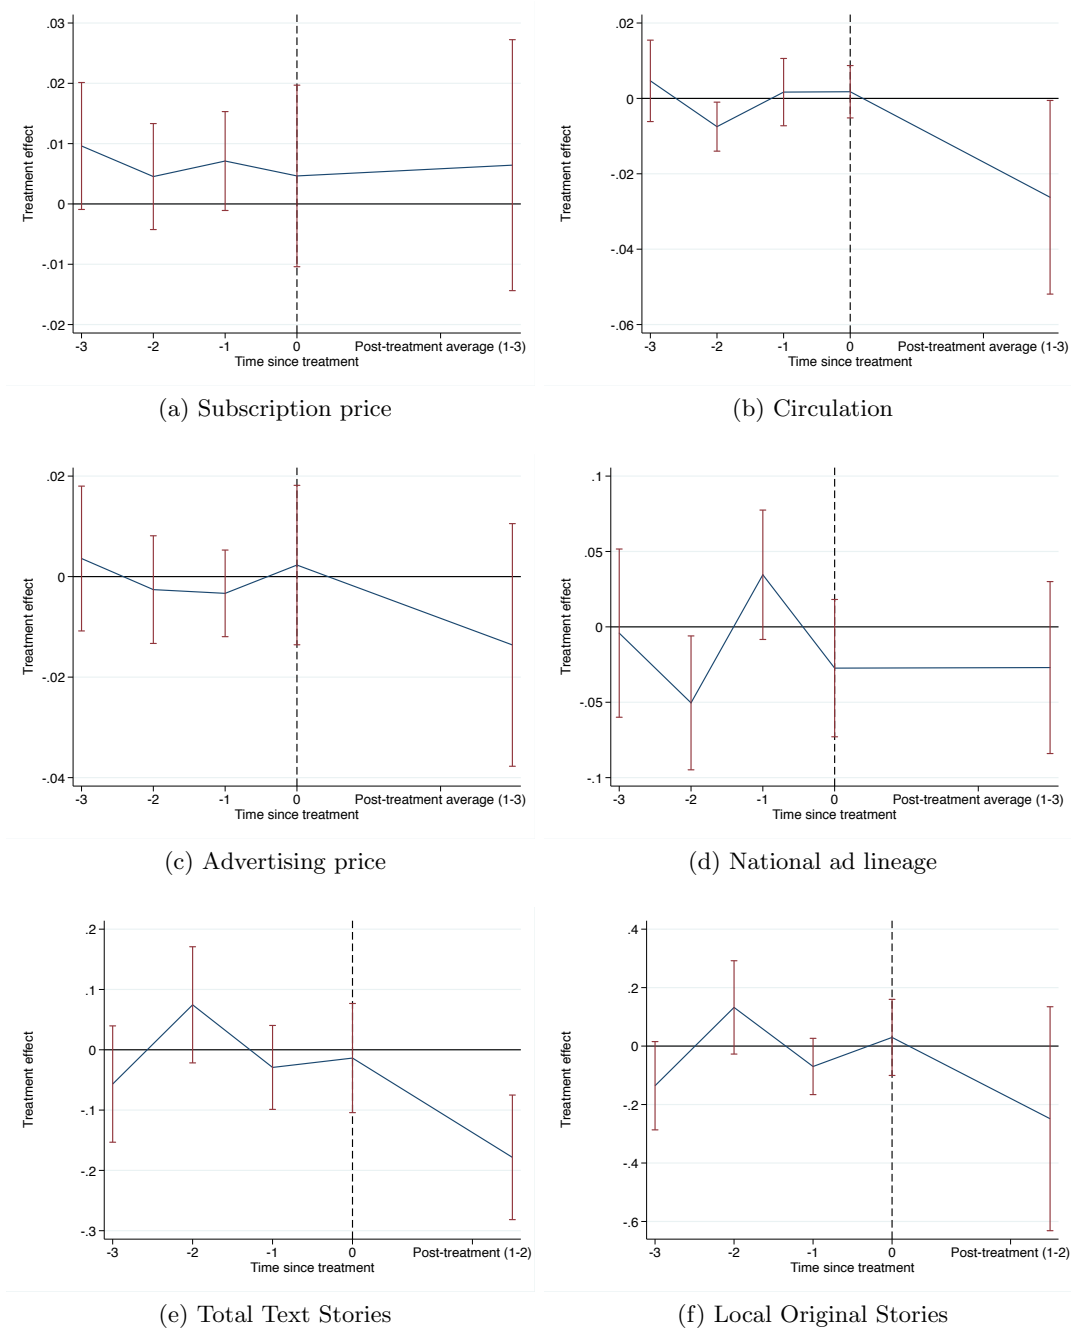 .03
.02
.01
0
-.01
-.02
Treatment effect
-3 -2 -1 0 Post-treatment average (1-3)
Time since treatment
(a) Subscription price
.02
0
-.02
-.04
-.06
Treatment effect
-3 -2 -1 0 Post-treatment average (1-3)
Time since treatment
(b) Circulation
.02
0
-.02
-.04
Treatment effect
-3 -2 -1 0 Post-treatment average (1-3)
Time since treatment
(c) Advertising price
.1
.05
0
-.05
-.1
Treatment effect
-3 -2 -1 0 Post-treatment average (1-3)
Time since treatment
(d) National ad lineage
.2
.1
0
-.1
-.2
-.3
Treatment effect
-3 -2 -1 0 Post-treatment (1-2)
Time since treatment
(e) Total Text Stories
.4
.2
0
-.2
-.4
-.6
Treatment effect
-3 -2 -1 0 Post-treatment (1-2)
Time since treatment
(f) Local Original Stories